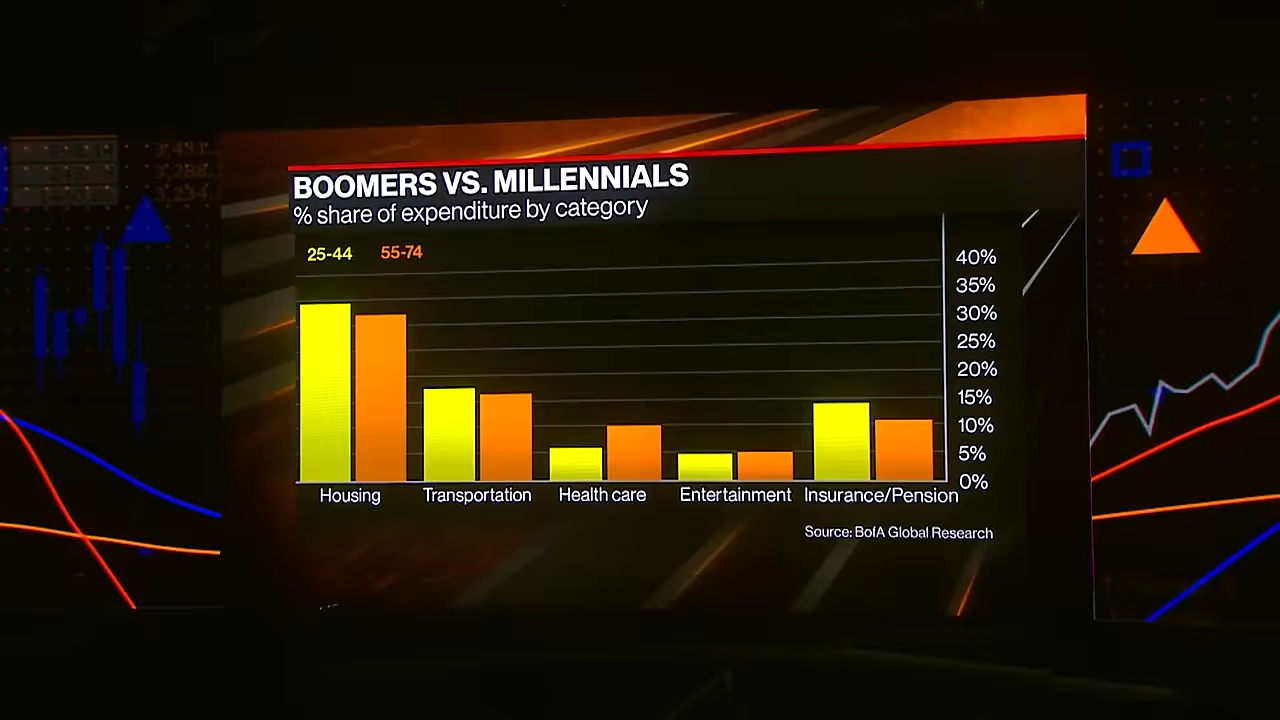 BOOMERS VS. MILLENNIALS
% share of expenditure by category
25-44 55-74
40%
35%
30%
25%
20%
15%
10%
5%
0%
Housing Transportation Health care Entertainment Insurance/Pension
Source: BofA Global Research